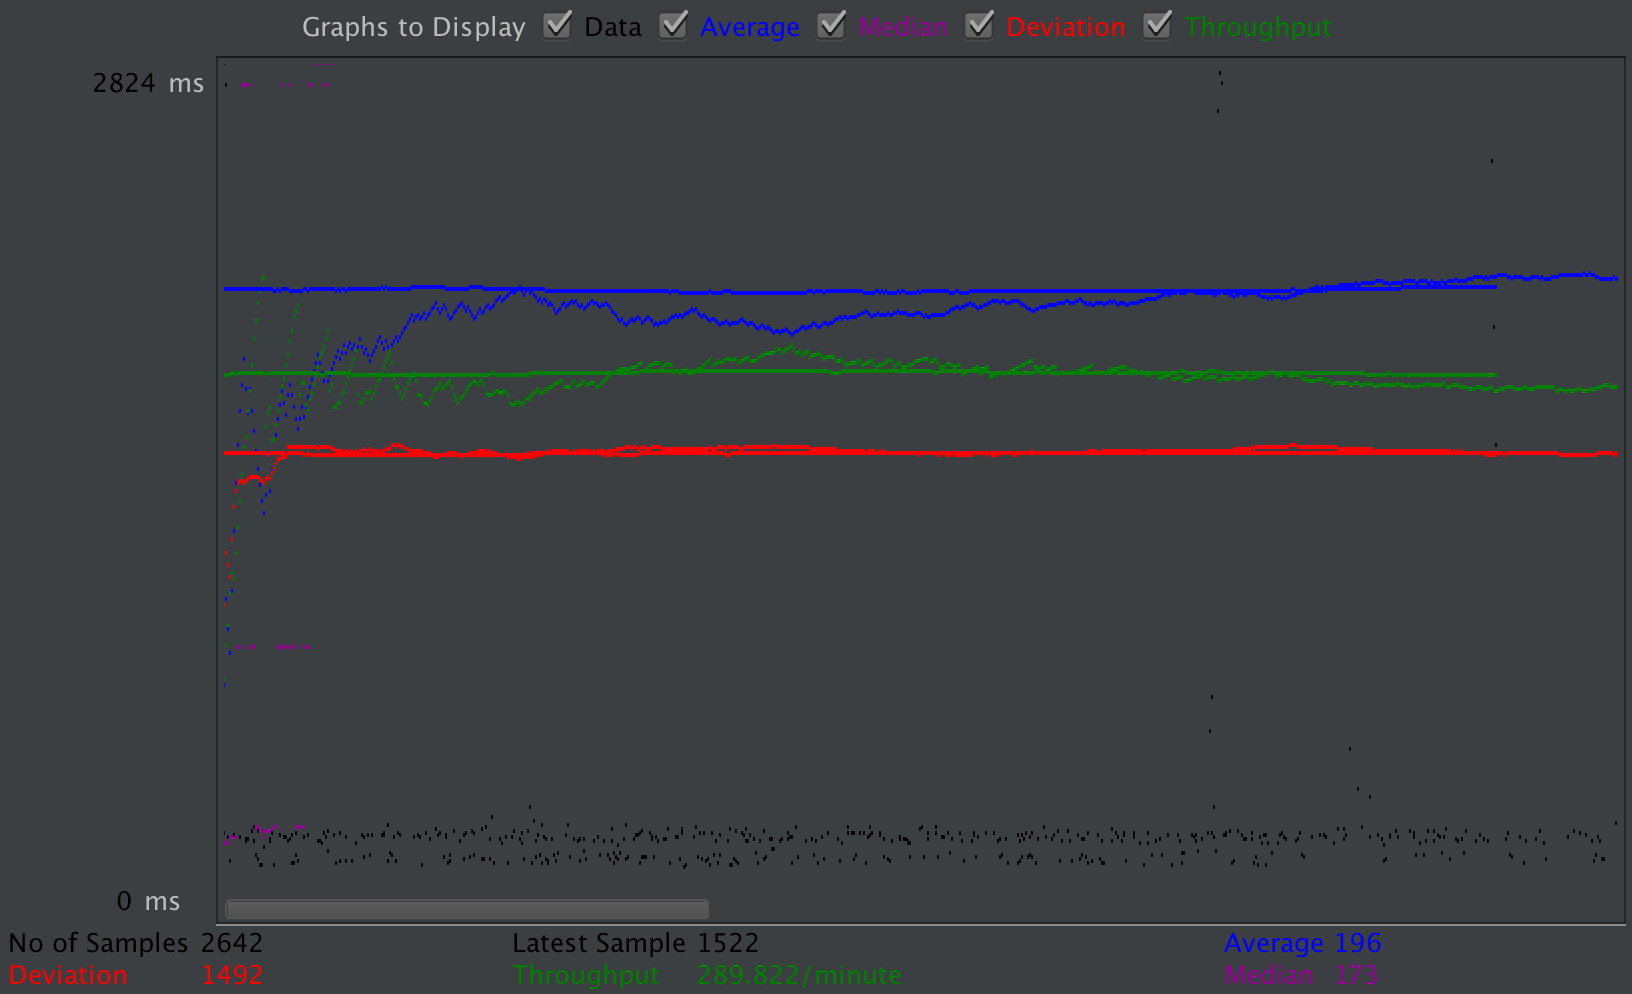 Graphs to Display Data Average Median Deviation Throughput
2824 ms
0 ms
No of Samples 2642 Latest Sample 1522 Average 196
Deviation 1492 Throughput 289.822/minute Median 173